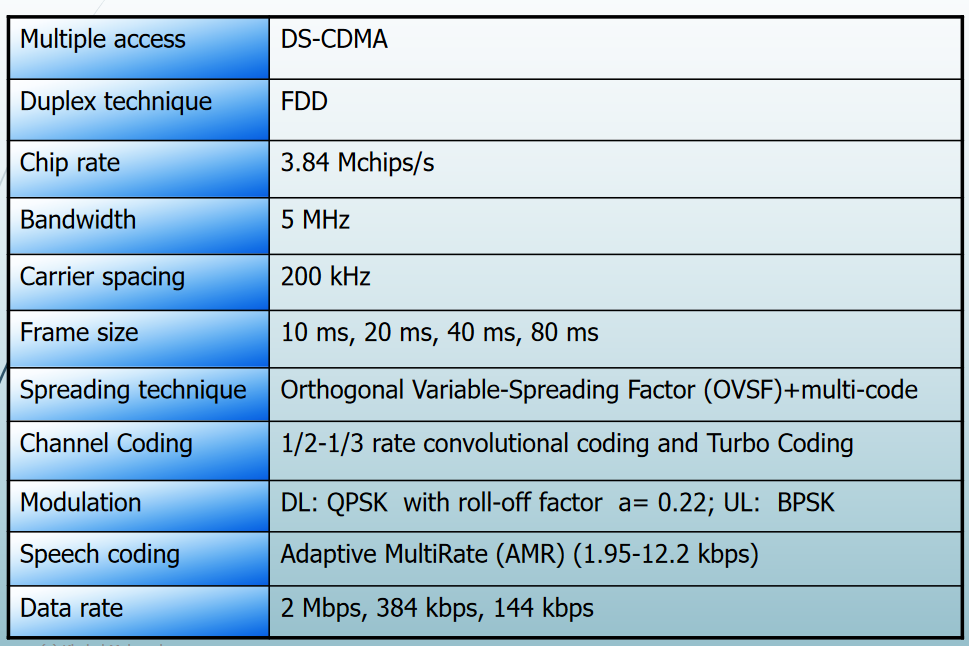 Multiple access DS-CDMA
Duplex technique FDD
Chip rate 3.84 Mchips/s
Bandwidth 5 MHz
Carrier spacing 200 kHz
Frame size 10 ms, 20 ms, 40 ms, 80 ms
Spreading technique Orthogonal Variable-Spreading Factor (OVSF)+multi-code
Channel Coding 1/2-1/3 rate convolutional coding and Turbo Coding
Modulation DL: QPSK with roll-off factor a= 0.22; UL: BPSK
Speech coding Adaptive MultiRate (AMR) (1.95-12.2 kbps)
Data rate 2 Mbps, 384 kbps, 144 kbps